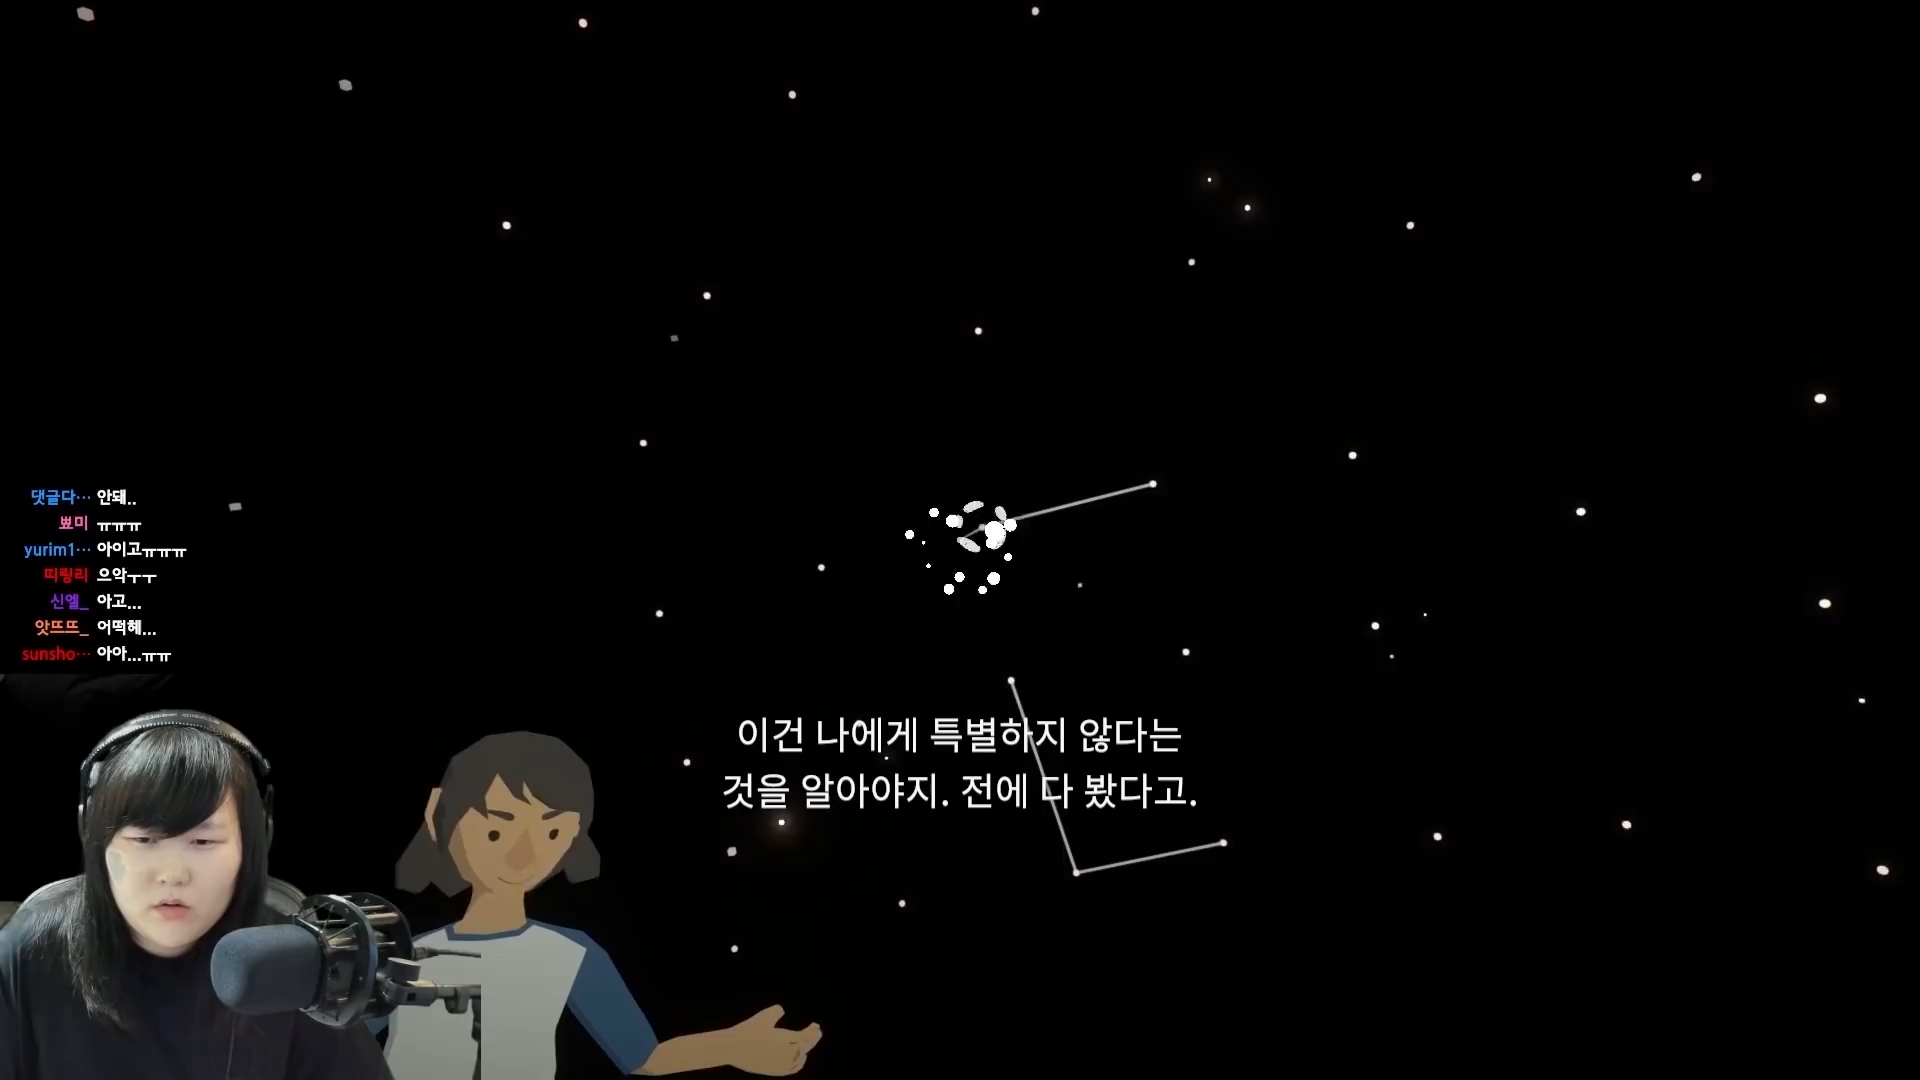 댓글다… 안돼..
뾰미 ㅠㅠㅠ
yurim1… 아이고ㅠㅠㅠ
띠링리 으악ㅜㅜ
신엘_ 아고...
앗뜨뜨_ 어떡헤...
sunsho… 아아...ㅠㅠ
이건 나에게 특별하지 않다는
것을 알아야지. 전에 다 봤다고.